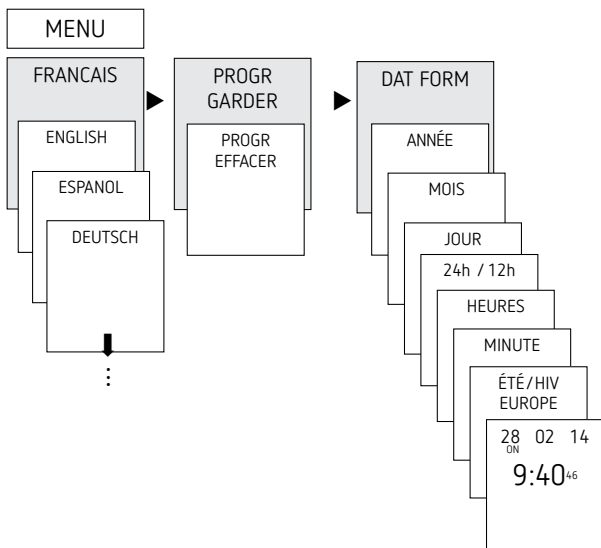 MENU
FRANCAIS
ENGLISH
ESPANOL
DEUTSCH
PROGR
GARDER
PROGR
EFFACER
DAT FORM
ANNÉE
MOIS
JOUR
24h / 12h
HEURES
MINUTE
ÉTÉ/HIV
EUROPE
28 02 14
ON
9:40 46